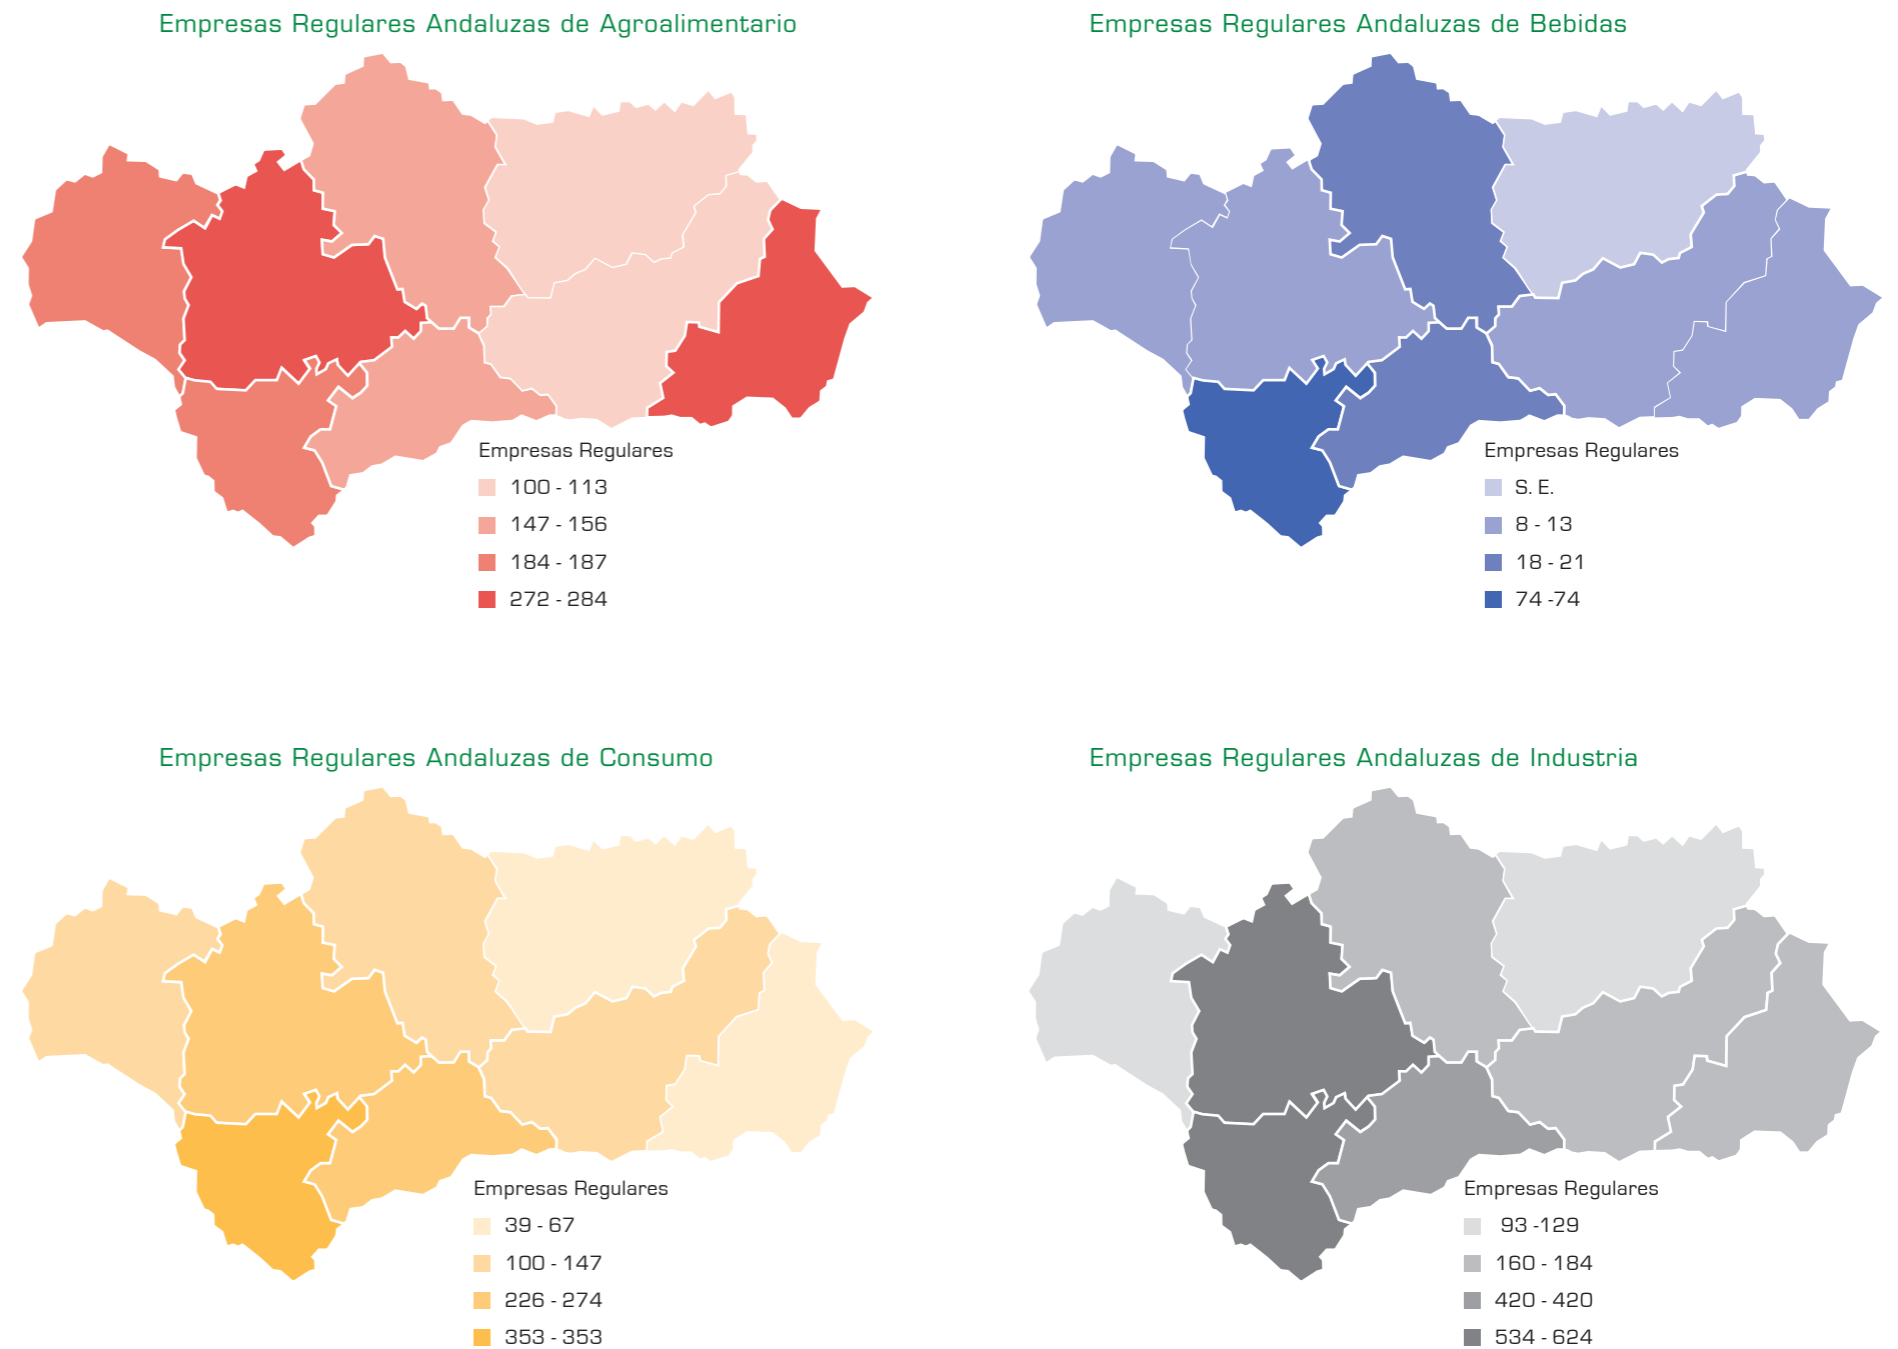 Empresas Regulares Andaluzas de Agroalimentario
Empresas Regulares
100 - 113
147 - 156
184 - 187
272 - 284
Empresas Regulares Andaluzas de Bebidas
Empresas Regulares
S. E.
8 - 13
18 - 21
74 -74
Empresas Regulares Andaluzas de Consumo
Empresas Regulares
39 - 67
100 - 147
226 - 274
353 - 353
Empresas Regulares Andaluzas de Industria
Empresas Regulares
93 -129
160 - 184
420 - 420
534 - 624